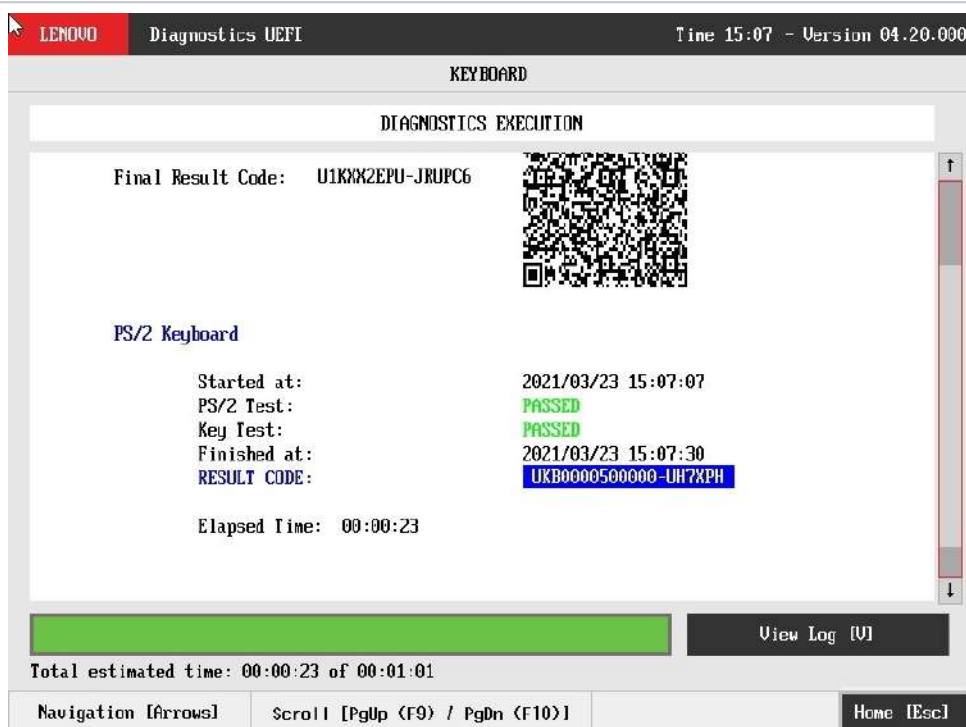 LENOVO Diagnostics UEFI Time 15:07 - Version 04.20.000
KEYBOARD
DIAGNOSTICS EXECUTION
Final Result Code: U1KXX2EPU-JRUPC6
PS/2 Keyboard
Started at: 2021/03/23 15:07:07
PS/2 Test: PASSED
Key Test: PASSED
Finished at: 2021/03/23 15:07:30
RESULT CODE: UKB0000500000-UH7XPH
Elapsed Time: 00:00:23
View Log [V]
Total estimated time: 00:00:23 of 00:01:01
Navigation [Arrows] Scroll [PgUp (F9) / PgDn (F10)] Home [Esc]